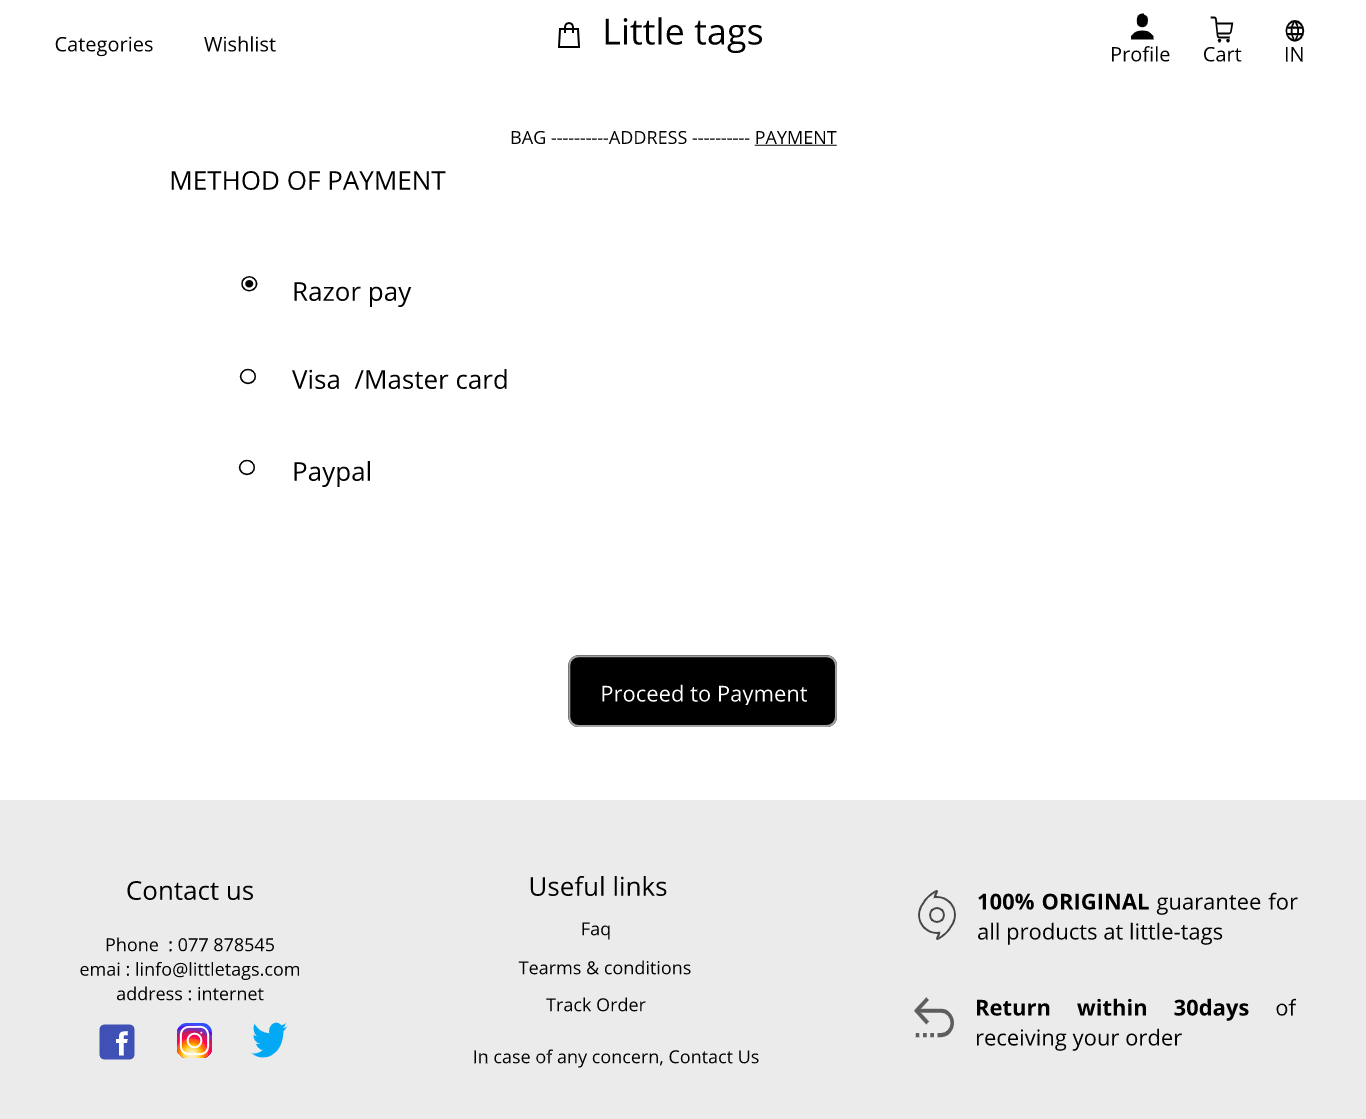 Categories
Wishlist
Little tags
Profile
Cart
IN
BAG ----------ADDRESS ---------- PAYMENT
METHOD OF PAYMENT
Razor pay
Visa  /Master card
Paypal
Proceed to Payment
Contact us
Phone  : 077 878545
emai : linfo@littletags.com
address : internet
Useful links
Faq
Tearms & conditions
Track Order
In case of any concern, Contact Us
100% ORIGINAL guarantee for
all products at little-tags
Return within 30days of
receiving your order